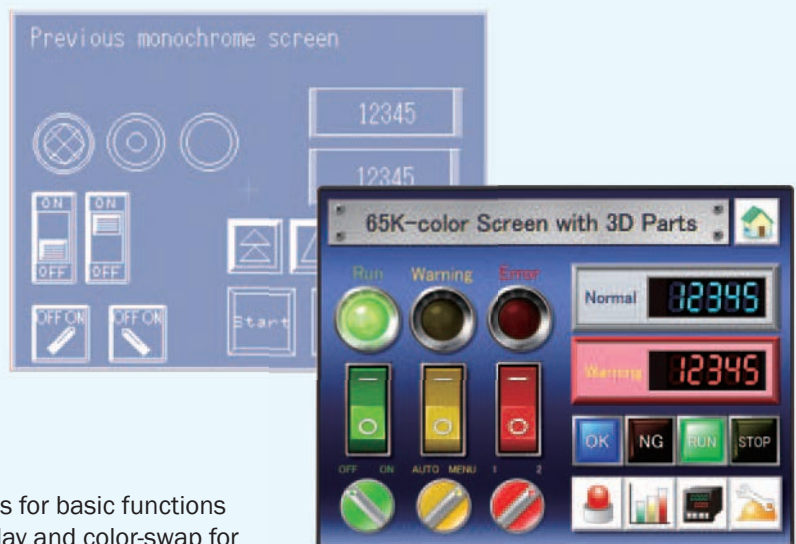 Previous monochrome screen
12345
12345
ON
ON
OFF
OFF
OFF ON
OFF ON
Start
65K-color Screen with 3D Parts
Run
Warning
Error
Normal
12345
Warning
12345
OK
NG
RUN
STOP
OFF ON
AUTO MENU
1 2
s for basic functions
lay and color-swap for